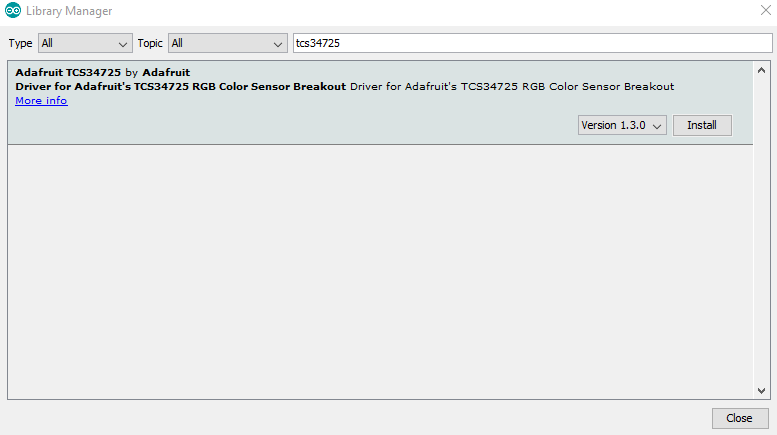 Library Manager
Type All Topic All tcs34725
Adafruit TCS34725 by Adafruit
Driver for Adafruit's TCS34725 RGB Color Sensor Breakout Driver for Adafruit's TCS34725 RGB Color Sensor Breakout
More info
Version 1.3.0 Install
Close